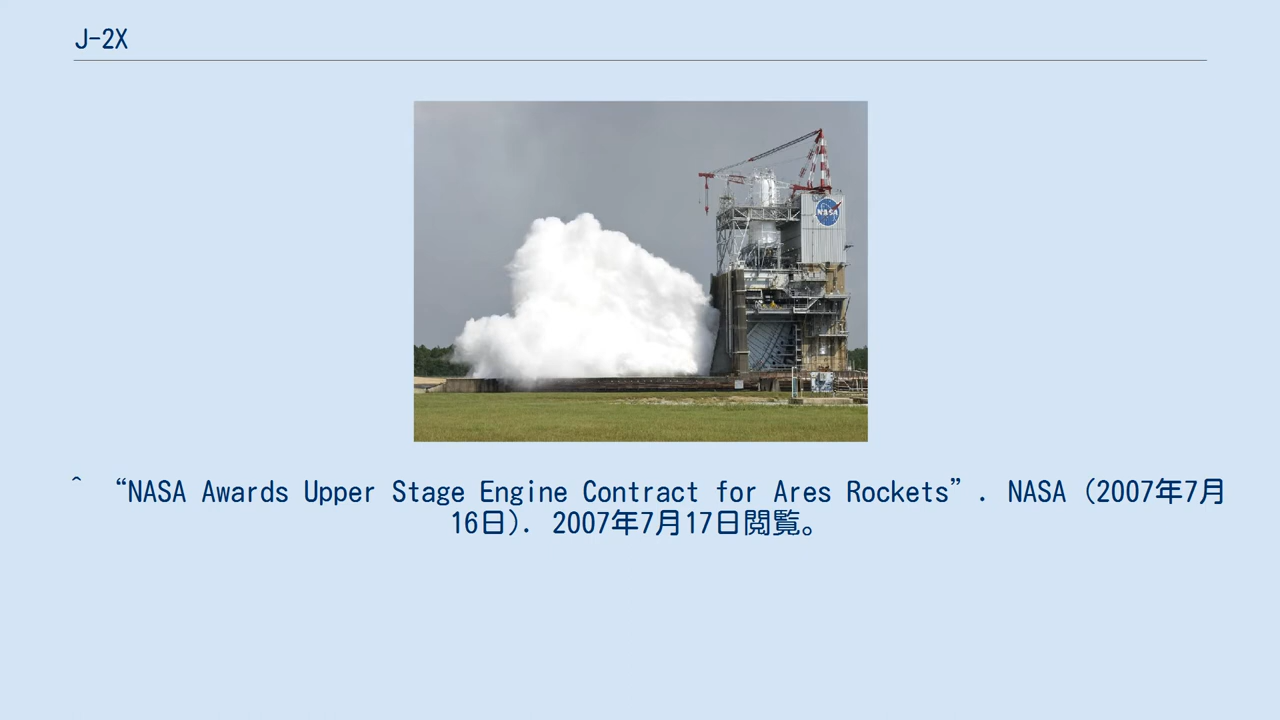 J-2X
NASA
^ “NASA Awards Upper Stage Engine Contract for Ares Rockets”. NASA (2007年7月
16日). 2007年7月17日閲覧。